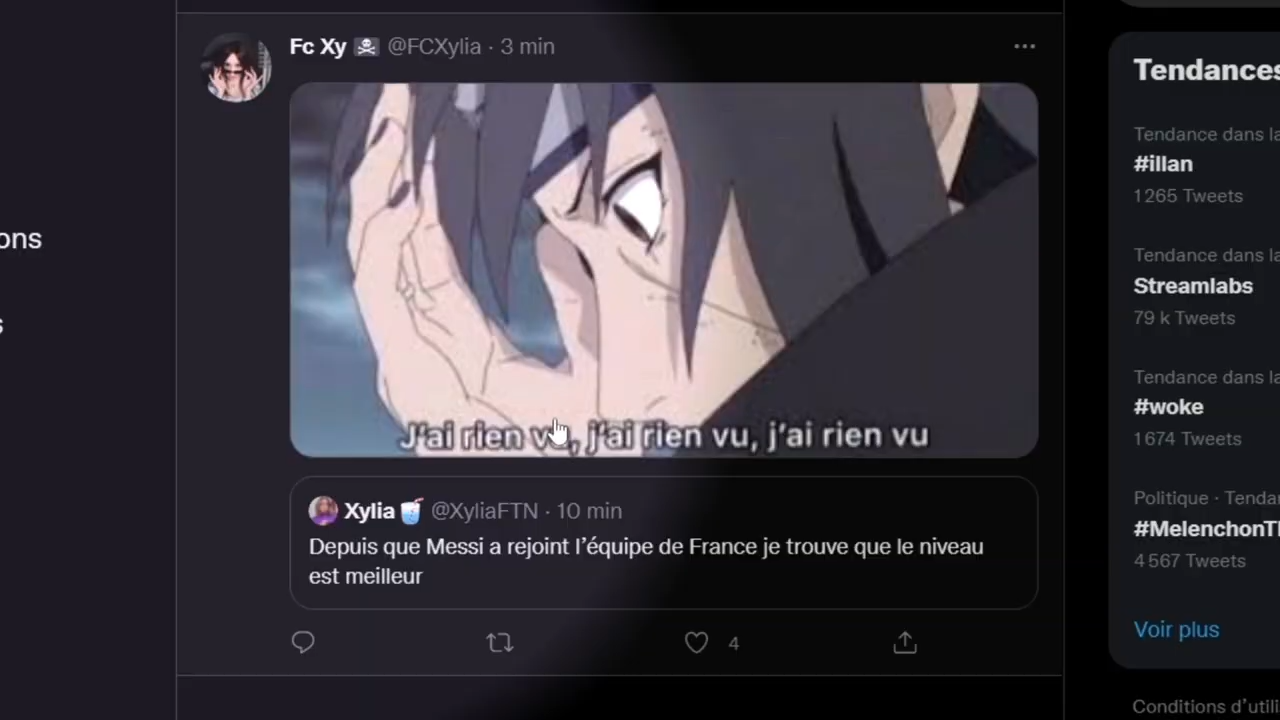 Fc Xy ☠️ @FCXylia · 3 min
J'ai rien vu, j'ai rien vu, j'ai rien vu
Xylia 🥤 @XyliaFTN · 10 min
Depuis que Messi a rejoint l'équipe de France je trouve que le niveau
est meilleur
4
ons
s
Tendances
Tendance dans la
#illan
1 265 Tweets
Tendance dans la
Streamlabs
79 k Tweets
Tendance dans la
#woke
1 674 Tweets
Politique · Tendan
#MelenchonTF
4 567 Tweets
Voir plus
Conditions d'utili